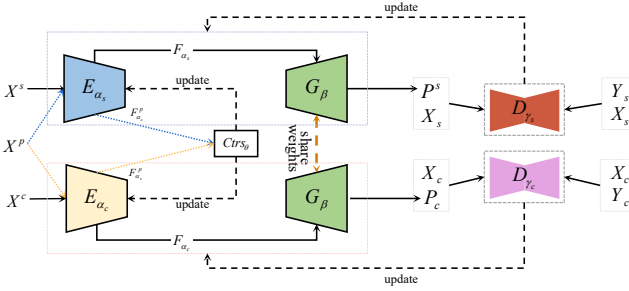 update
F_{α_s}
X^s
E_{α_s}
update
G_β
P^s
X_s
D_{γ_s}
Y_s
X_s
F^p_{α_s}
X^p
Ctrs_θ
share
weights
F^p_{α_s}
X^c
E_{α_c}
update
G_β
X_c
P_c
D_{γ_c}
X_c
Y_c
F_{α_c}
update